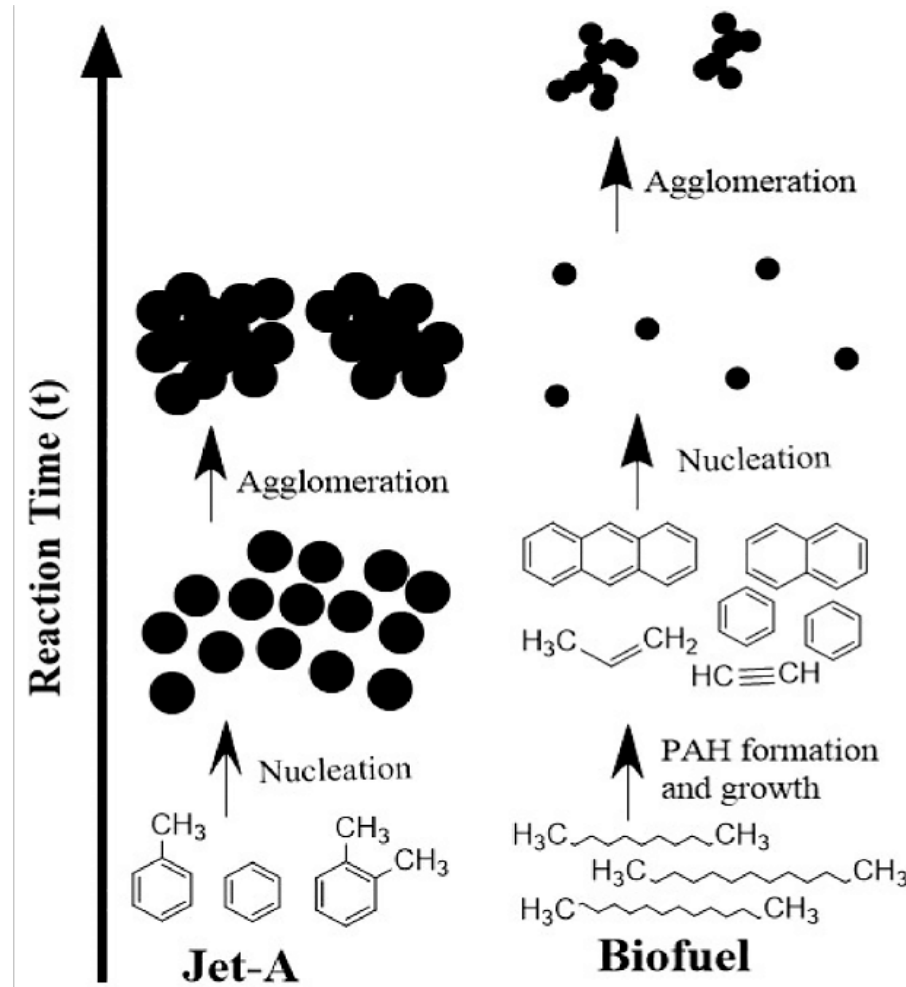 Reaction Time (t)
Agglomeration
Nucleation
CH₃
CH₃
CH₃
Jet-A
Agglomeration
Nucleation
H₃C
CH₂
HC
CH
PAH formation
and growth
H₃C
CH₃
H₃C
CH₃
H₃C
CH₃
Biofuel